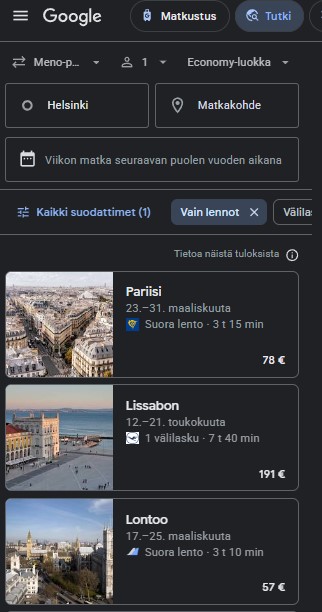 Google
Matkustus
Tutki
Meno-p...
1
Economy-luokka
Helsinki
Matkakohde
Viikon matka seuraavan puolen vuoden aikana
Kaikki suodattimet (1)
Vain lennot
Välilas
Tietoa näistä tuloksista
Pariisi
23.–31. maaliskuuta
Suora lento · 3 t 15 min
78 €
Lissabon
12.–21. toukokuuta
1 välilasku · 7 t 40 min
191 €
Lontoo
17.–25. maaliskuuta
Suora lento · 3 t 10 min
57 €